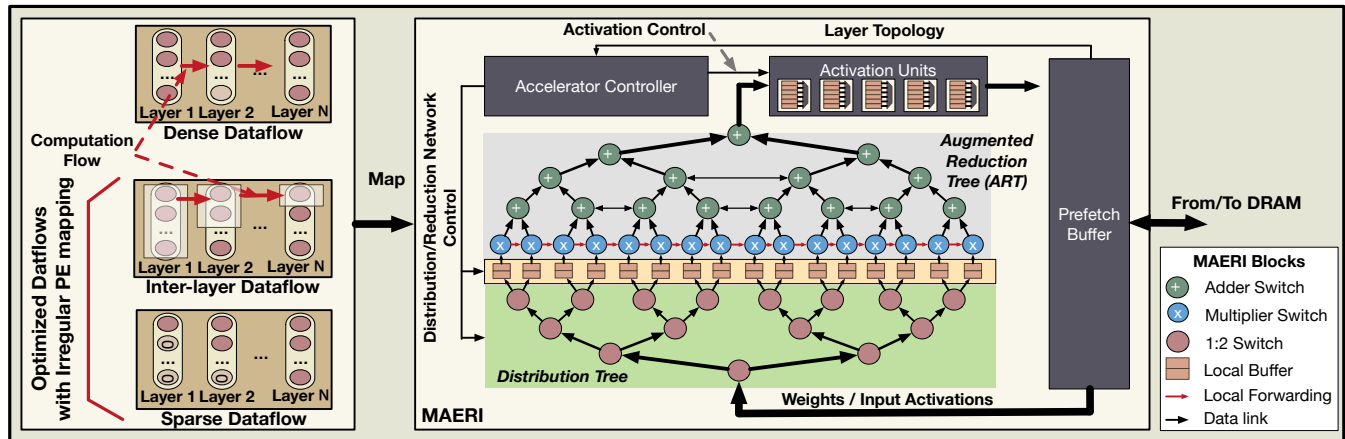 Layer 1 Layer 2 Layer N
...
Dense Dataflow
Computation
Flow
Layer 1 Layer 2 Layer N
...
Inter-layer Dataflow
Layer 1 Layer 2 Layer N
...
Sparse Dataflow
Optimized Datflows
with Irregular PE mapping
Map
Activation Control
Layer Topology
Accelerator Controller
Activation Units
Distribution/Reduction Network
Control
Augmented
Reduction
Tree (ART)
+
+ +
+ + + +
+ + + + + + + +
X X X X X X X X X X X X X X X X
Distribution Tree
Weights / Input Activations
MAERI
Prefetch
Buffer
From/To DRAM
MAERI Blocks
+ Adder Switch
X Multiplier Switch
1:2 Switch
Local Buffer
Local Forwarding
Data link